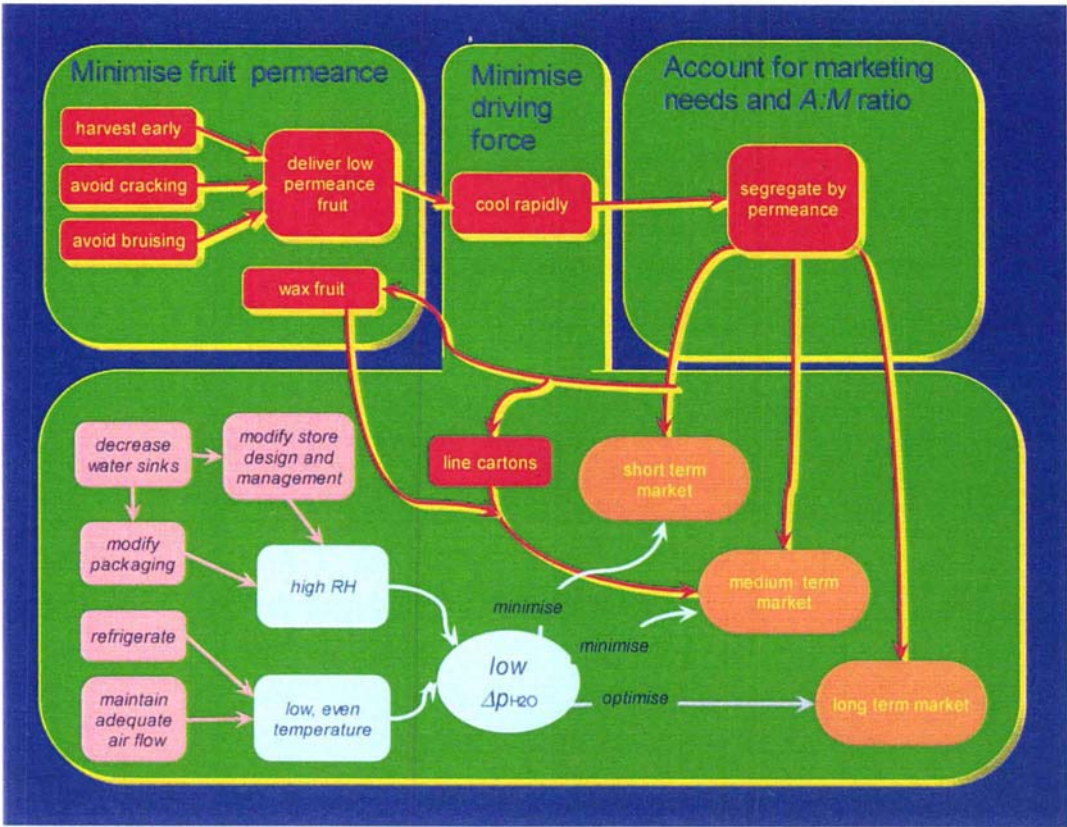 Minimise fruit permeance
Minimise
driving
force
Account for marketing
needs and A:M ratio
harvest early
avoid cracking
avoid bruising
deliver low
permeance
fruit
cool rapidly
segregate by
permeance
wax fruit
decrease
water sinks
modify store
design and
management
line cartons
short term
market
modify
packaging
high RH
medium term
market
minimise
minimise
refrigerate
low
ΔpH2O
optimise
maintain
adequate
air flow
low, even
temperature
long term market